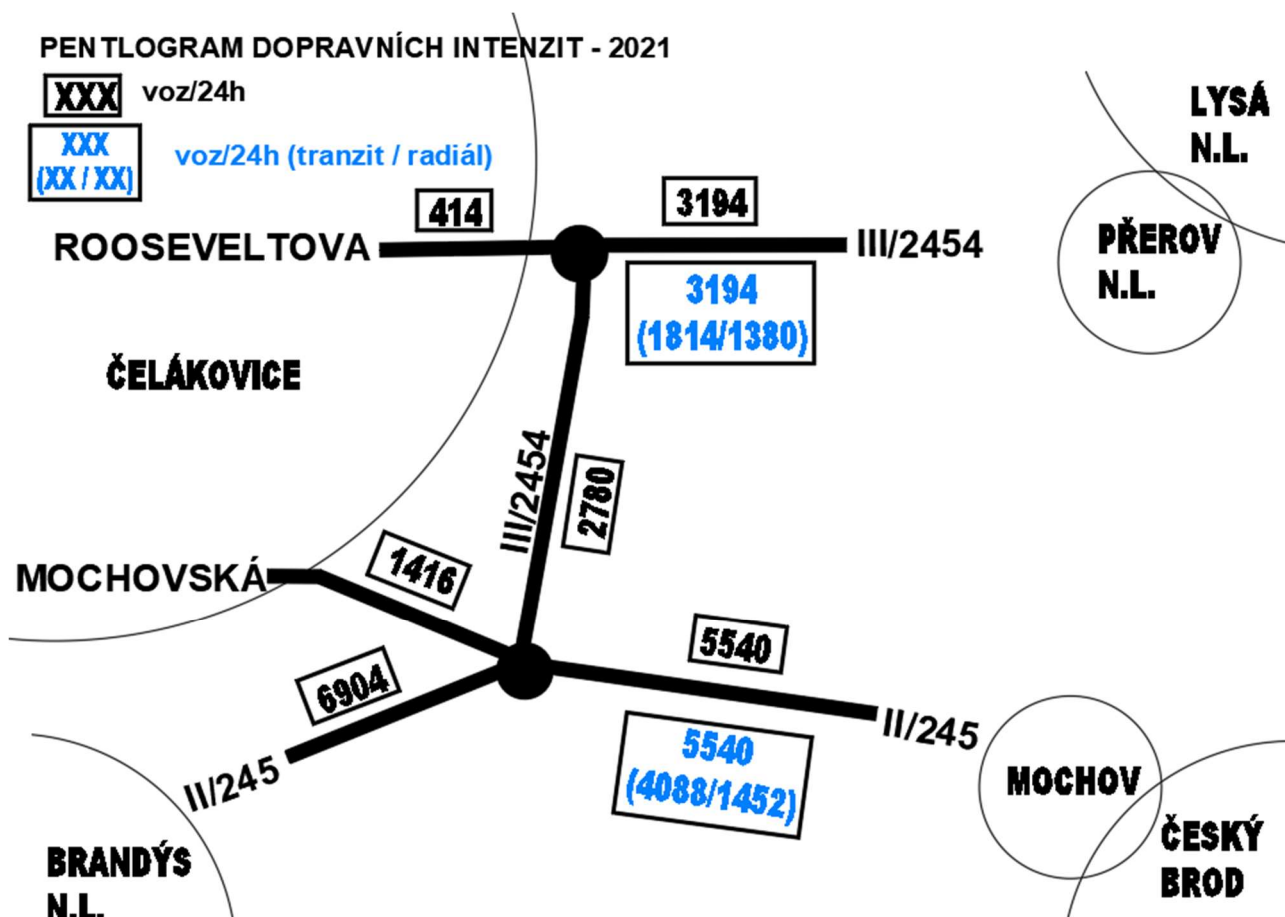 PENTLOGRAM DOPRAVNÍCH INTENZIT - 2021
XXX voz/24h
XXX
(XX / XX)
voz/24h (tranzit / radiál)
LYSÁ
N.L.
414
3194
ROOSEVELTOVA
III/2454
PŘEROV
N.L.
3194
(1814/1380)
ČELÁKOVICE
III/2454
2780
MOCHOVSKÁ
1416
5540
6904
II/245
II/245
5540
(4088/1452)
MOCHOV
ČESKÝ
BROD
BRANDÝS
N.L.